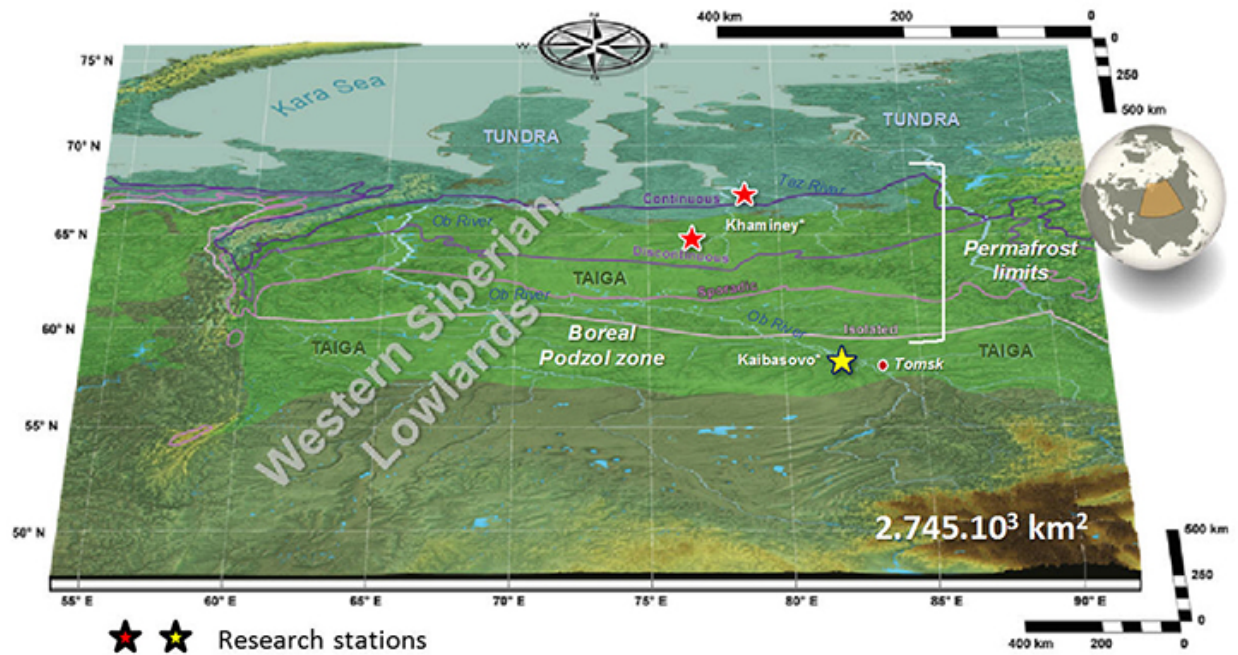 400 km 200 0
N
W E
S
0
250
500 km
75° N
Kara Sea
TUNDRA
TUNDRA
70° N
Continuous
Taz River
Khaminey*
Ob River
65° N
Discontinuous
Permafrost
limits
TAIGA
Sporadic
Ob River
Ob River
60° N
Isolated
Boreal
Podzol zone
TAIGA
TAIGA
Kaibasovo*
Tomsk
Western Siberian
Lowlands
55° N
50° N
2.745.10³ km²
500 km
250
0
55° E 60° E 65° E 70° E 75° E 80° E 85° E 90° E
400 km 200 0
Research stations